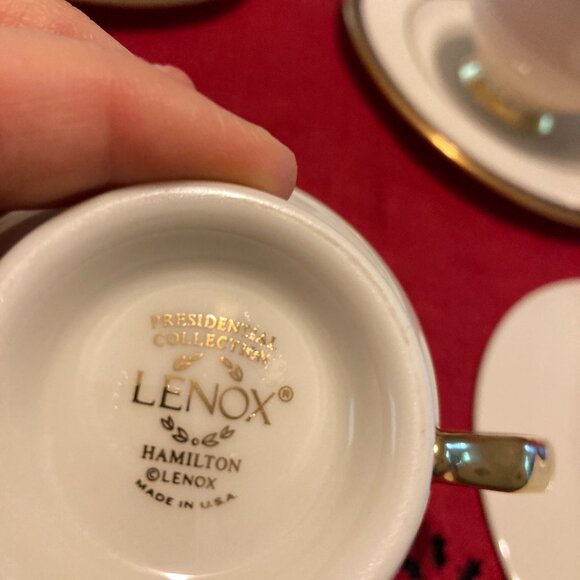 PRESIDENTIAL
COLLECTION
LENOX®
HAMILTON
©LENOX
MADE IN U.S.A.